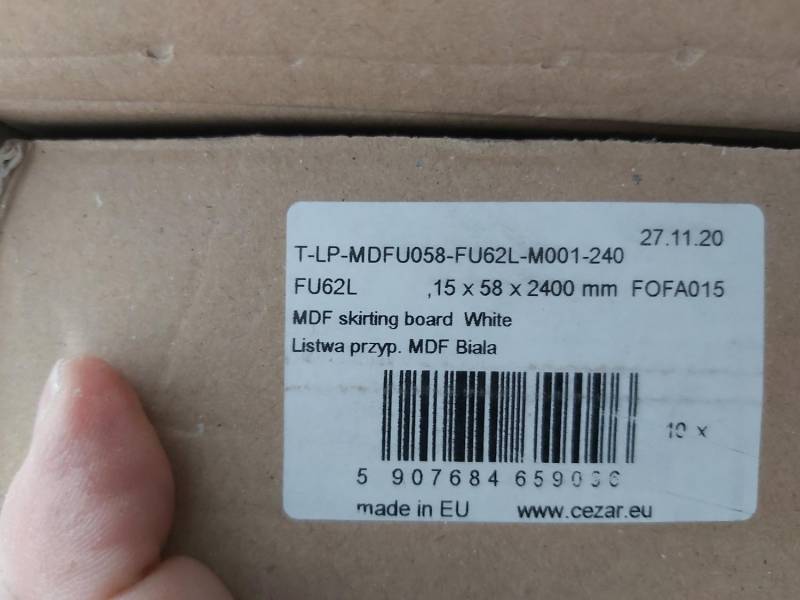 27.11.20
T-LP-MDFU058-FU62L-M001-240
FU62L ,15 x 58 x 2400 mm FOFA015
MDF skirting board White
Listwa przyp. MDF Biala
10 x
5 907684 659096
made in EU www.cezar.eu